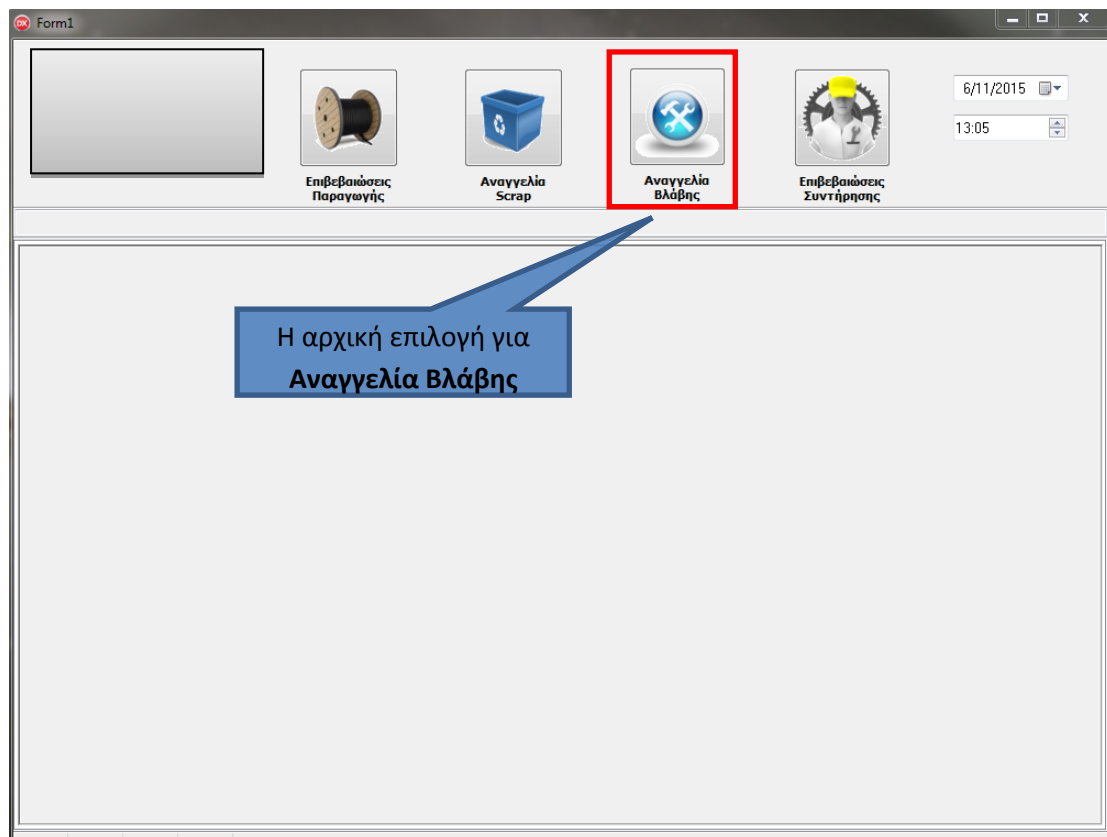 Form1
Επιβεβαιώσεις
Παραγωγής
Αναγγελία
Scrap
Αναγγελία
Βλάβης
Επιβεβαιώσεις
Συντήρησης
6/11/2015
13:05
Η αρχική επιλογή για
Αναγγελία Βλάβης